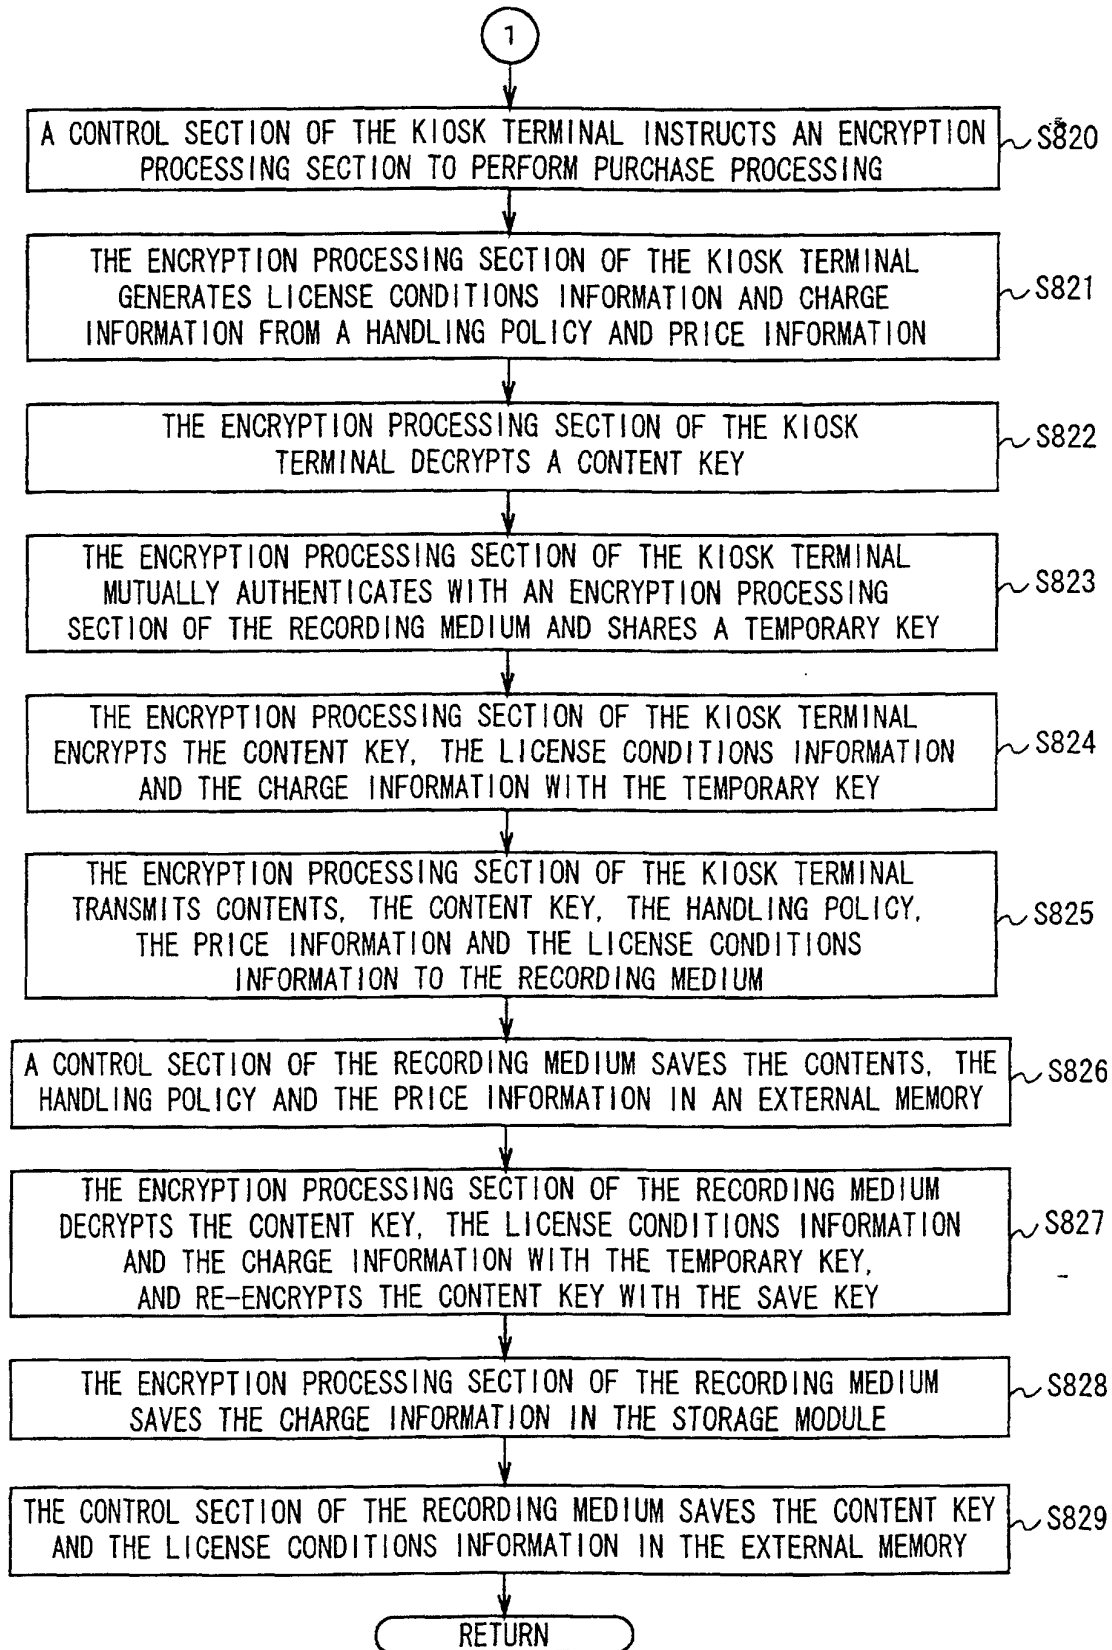 1
A CONTROL SECTION OF THE KIOSK TERMINAL INSTRUCTS AN ENCRYPTION
PROCESSING SECTION TO PERFORM PURCHASE PROCESSING
S820
THE ENCRYPTION PROCESSING SECTION OF THE KIOSK TERMINAL
GENERATES LICENSE CONDITIONS INFORMATION AND CHARGE
INFORMATION FROM A HANDLING POLICY AND PRICE INFORMATION
S821
THE ENCRYPTION PROCESSING SECTION OF THE KIOSK
TERMINAL DECRYPTS A CONTENT KEY
S822
THE ENCRYPTION PROCESSING SECTION OF THE KIOSK TERMINAL
MUTUALLY AUTHENTICATES WITH AN ENCRYPTION PROCESSING
SECTION OF THE RECORDING MEDIUM AND SHARES A TEMPORARY KEY
S823
THE ENCRYPTION PROCESSING SECTION OF THE KIOSK TERMINAL
ENCRYPTS THE CONTENT KEY, THE LICENSE CONDITIONS INFORMATION
AND THE CHARGE INFORMATION WITH THE TEMPORARY KEY
S824
THE ENCRYPTION PROCESSING SECTION OF THE KIOSK TERMINAL
TRANSMITS CONTENTS, THE CONTENT KEY, THE HANDLING POLICY,
THE PRICE INFORMATION AND THE LICENSE CONDITIONS
INFORMATION TO THE RECORDING MEDIUM
S825
A CONTROL SECTION OF THE RECORDING MEDIUM SAVES THE CONTENTS, THE
HANDLING POLICY AND THE PRICE INFORMATION IN AN EXTERNAL MEMORY
S826
THE ENCRYPTION PROCESSING SECTION OF THE RECORDING MEDIUM
DECRYPTS THE CONTENT KEY, THE LICENSE CONDITIONS INFORMATION
AND THE CHARGE INFORMATION WITH THE TEMPORARY KEY,
AND RE-ENCRYPTS THE CONTENT KEY WITH THE SAVE KEY
S827
THE ENCRYPTION PROCESSING SECTION OF THE RECORDING MEDIUM
SAVES THE CHARGE INFORMATION IN THE STORAGE MODULE
S828
THE CONTROL SECTION OF THE RECORDING MEDIUM SAVES THE CONTENT KEY
AND THE LICENSE CONDITIONS INFORMATION IN THE EXTERNAL MEMORY
S829
RETURN